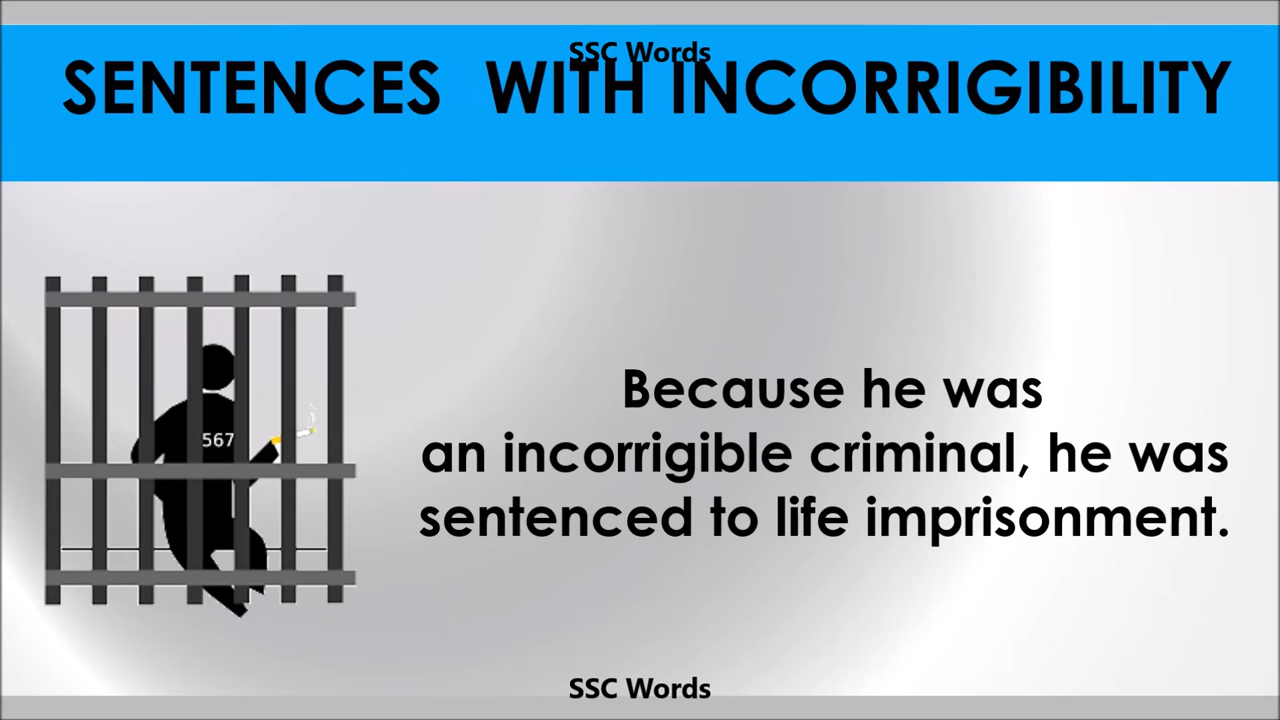 SSC Words
SENTENCES WITH INCORRIGIBILITY
567
Because he was
an incorrigible criminal, he was
sentenced to life imprisonment.
SSC Words